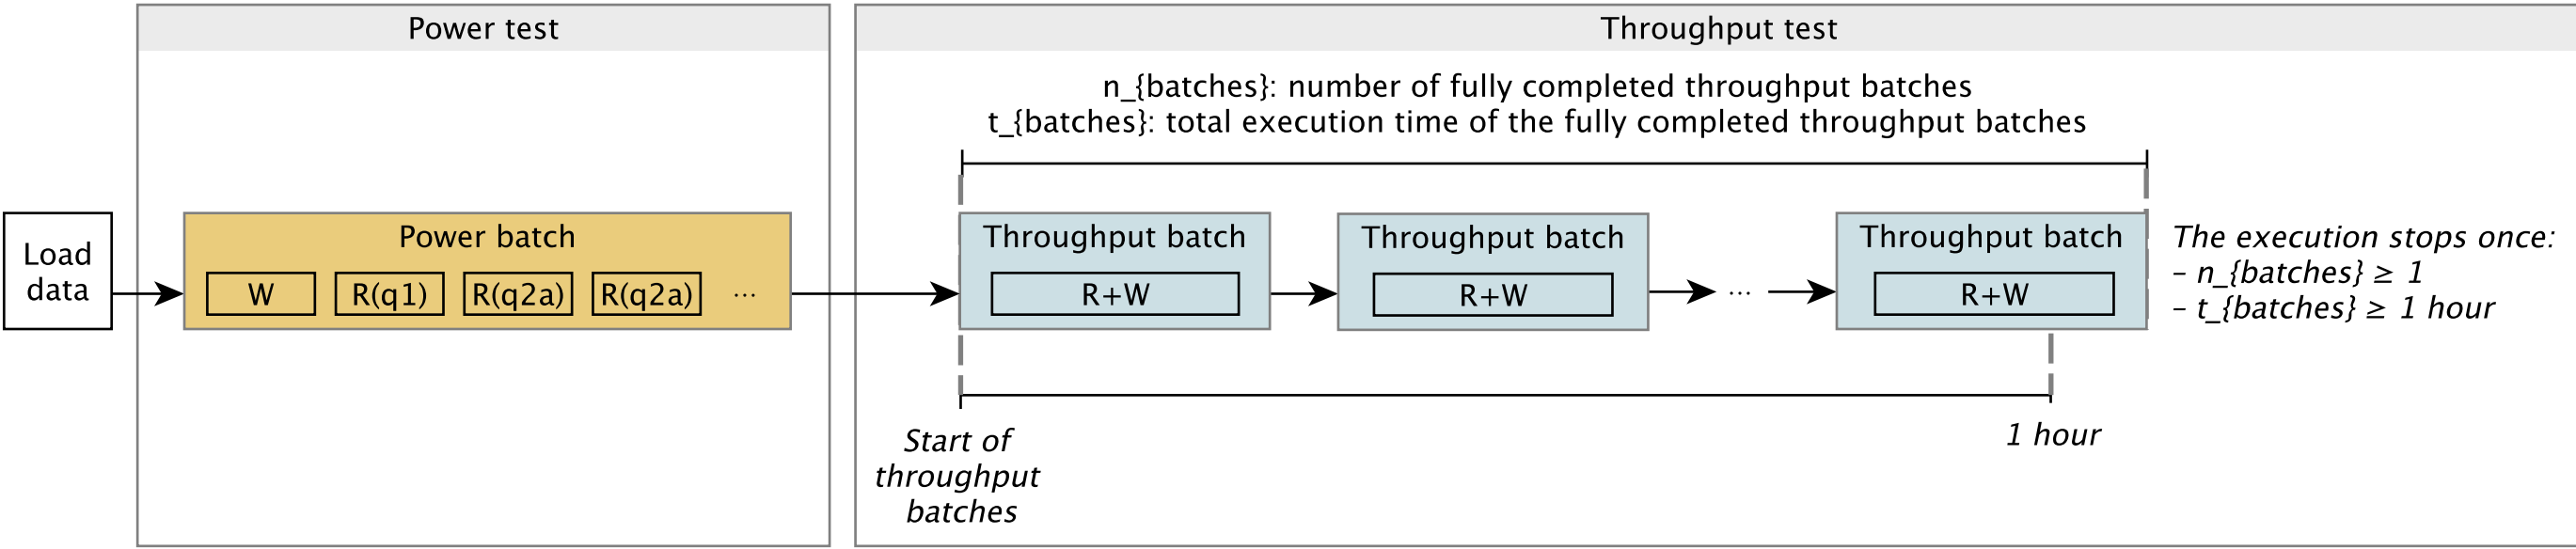 Power test
Throughput test
n_{batches}: number of fully completed throughput batches
t_{batches}: total execution time of the fully completed throughput batches
Load
data
Power batch
W
R(q1)
R(q2a)
R(q2a)
...
Throughput batch
R+W
Throughput batch
R+W
...
Throughput batch
R+W
The execution stops once:
– n_{batches} ≥ 1
– t_{batches} ≥ 1 hour
Start of
throughput
batches
1 hour